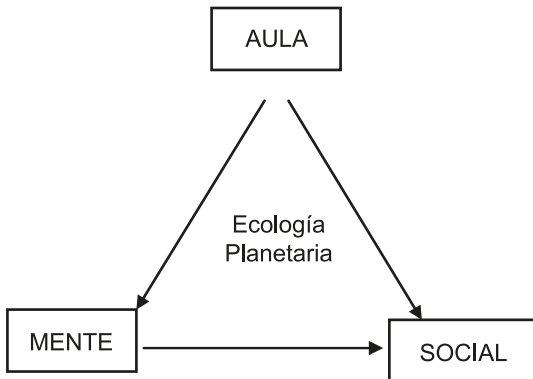 AULA
Ecología
Planetaria
MENTE
SOCIAL